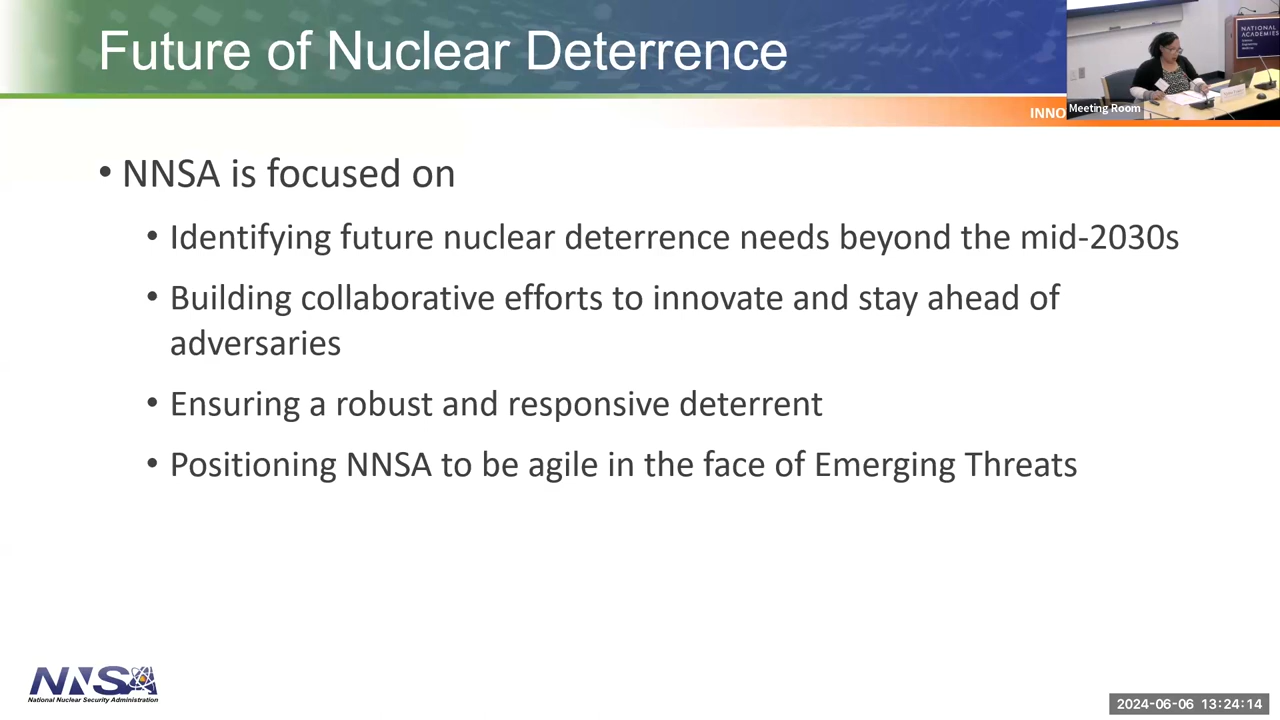 Future of Nuclear Deterrence
NATIONAL
ACADEMIES
Meeting Room
INNO
• NNSA is focused on
• Identifying future nuclear deterrence needs beyond the mid-2030s
• Building collaborative efforts to innovate and stay ahead of
adversaries
• Ensuring a robust and responsive deterrent
• Positioning NNSA to be agile in the face of Emerging Threats
NNSA
National Nuclear Security Administration
2024-06-06 13:24:14